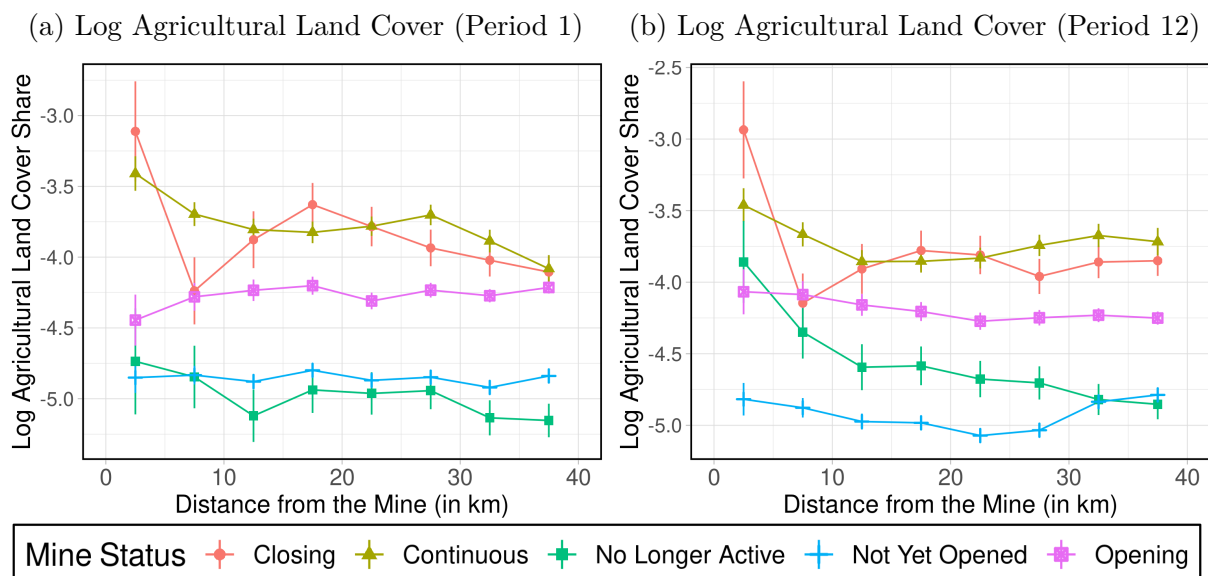 (a) Log Agricultural Land Cover (Period 1)
(b) Log Agricultural Land Cover (Period 12)
Log Agricultural Land Cover Share
-3.0
-3.5
-4.0
-4.5
-5.0
0 10 20 30 40
Distance from the Mine (in km)
Log Agricultural Land Cover Share
-2.5
-3.0
-3.5
-4.0
-4.5
-5.0
0 10 20 30 40
Distance from the Mine (in km)
Mine Status Closing Continuous No Longer Active Not Yet Opened Opening